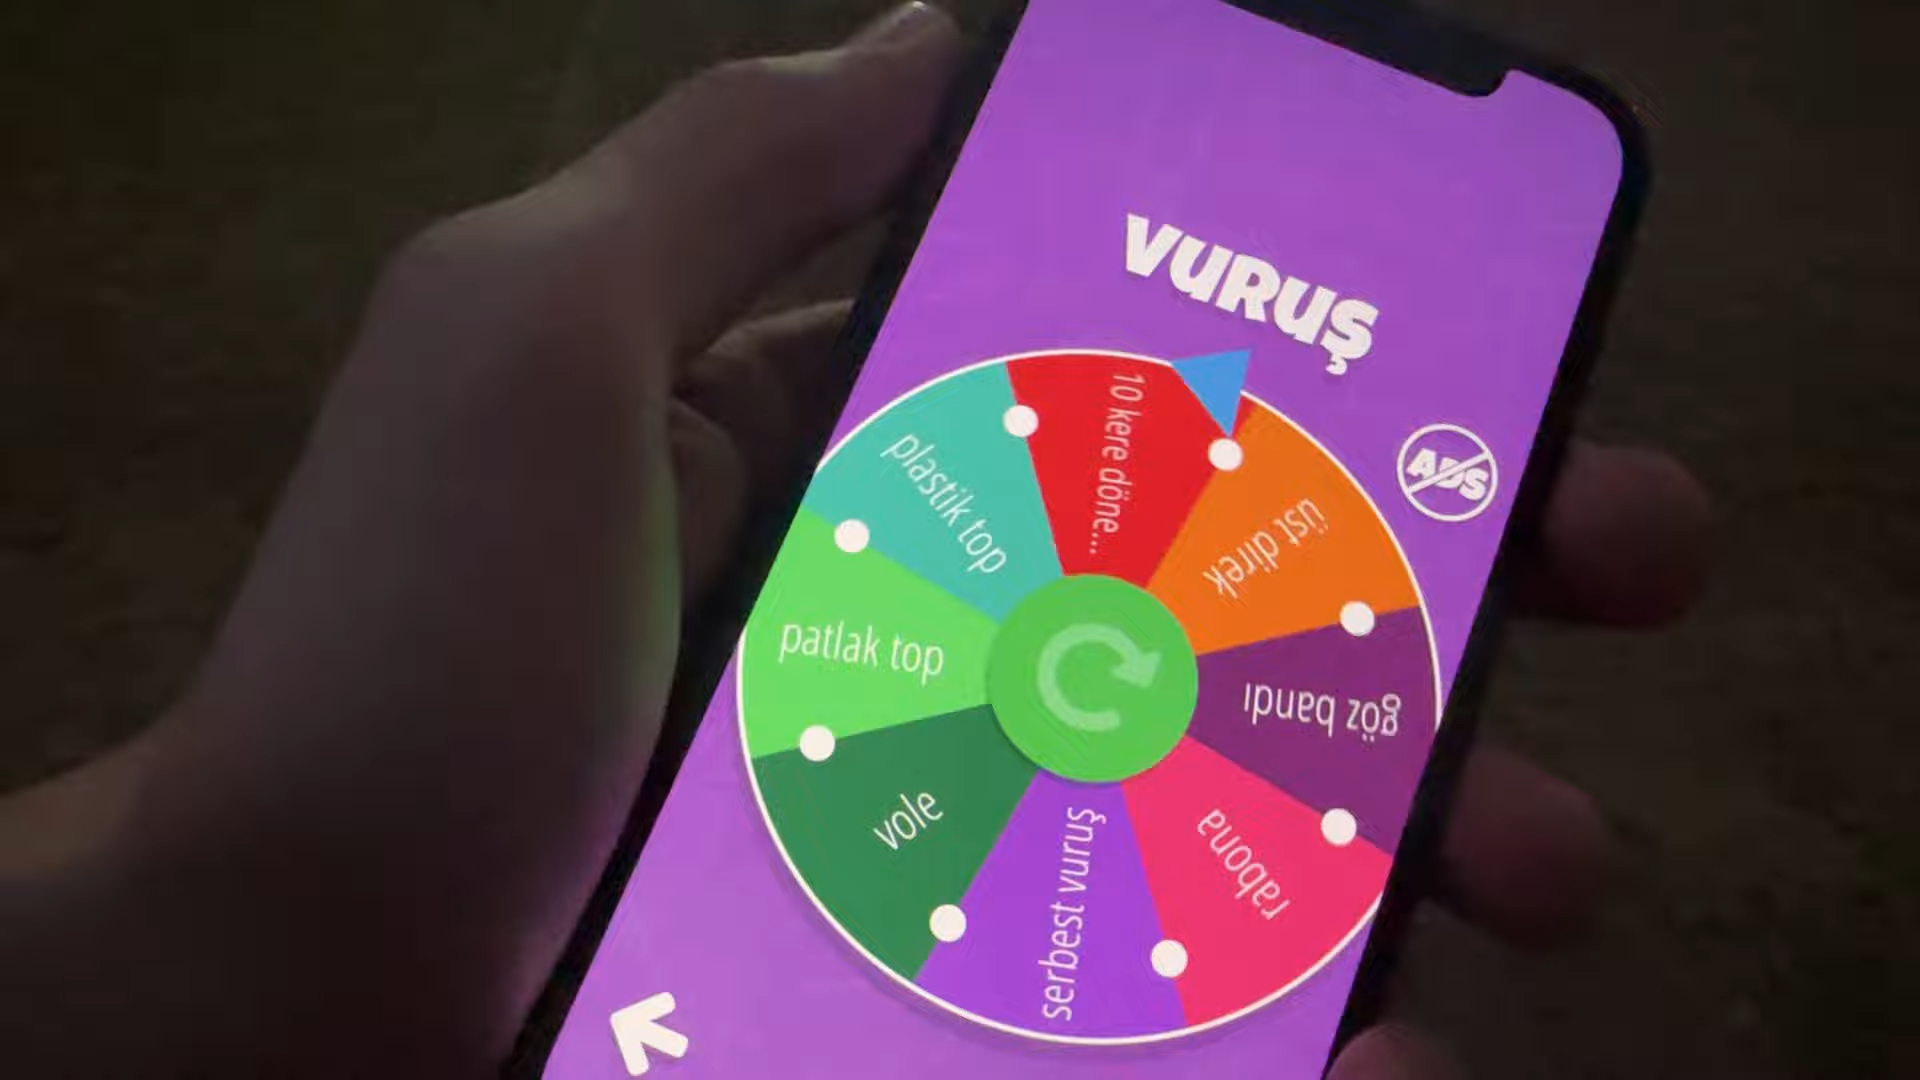 VURUŞ
ADS
10 kere döne...
üst direk
göz bandı
rabona
serbest vuruş
vole
patlak top
plastik top